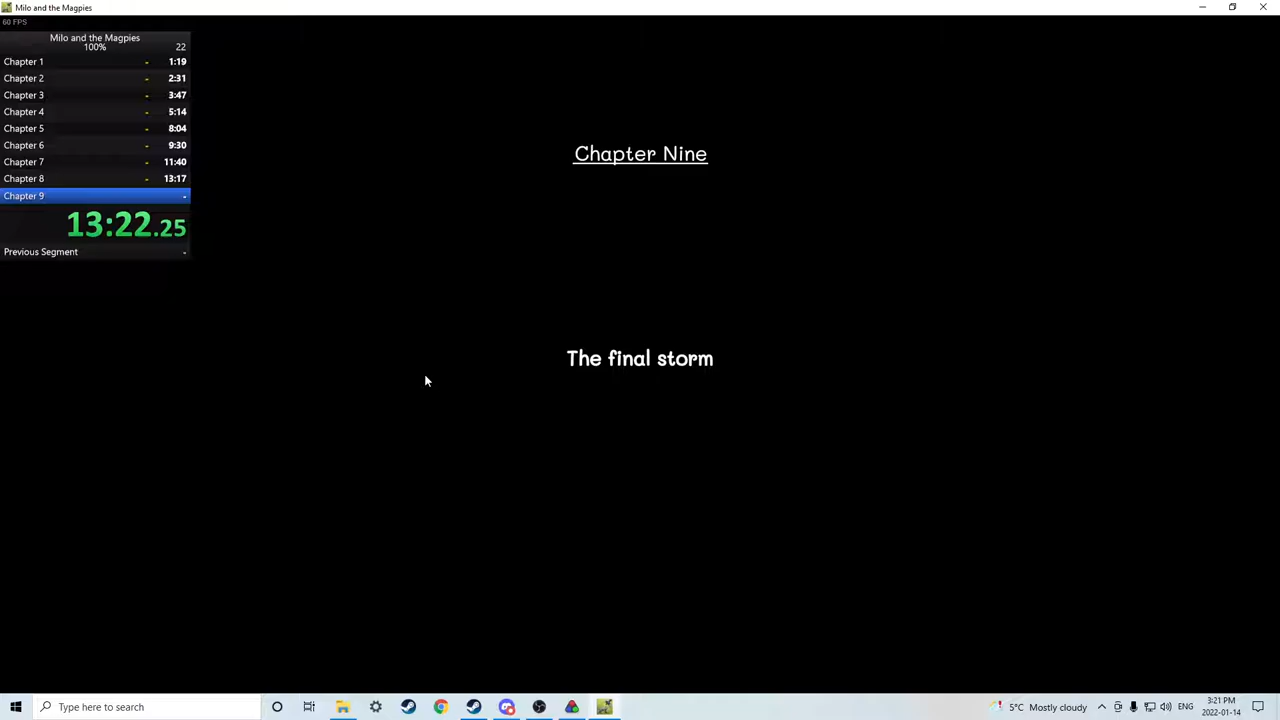 Milo and the Magpies
60 FPS
Milo and the Magpies
100% 22
Chapter 1 - 1:19
Chapter 2 - 2:31
Chapter 3 - 3:47
Chapter 4 - 5:14
Chapter 5 - 8:04
Chapter 6 - 9:30
Chapter 7 - 11:40
Chapter 8 - 13:17
Chapter 9 -
13:22.25
Previous Segment -
Chapter Nine
The final storm
Type here to search
5°C Mostly cloudy
ENG
3:21 PM
2022-01-14